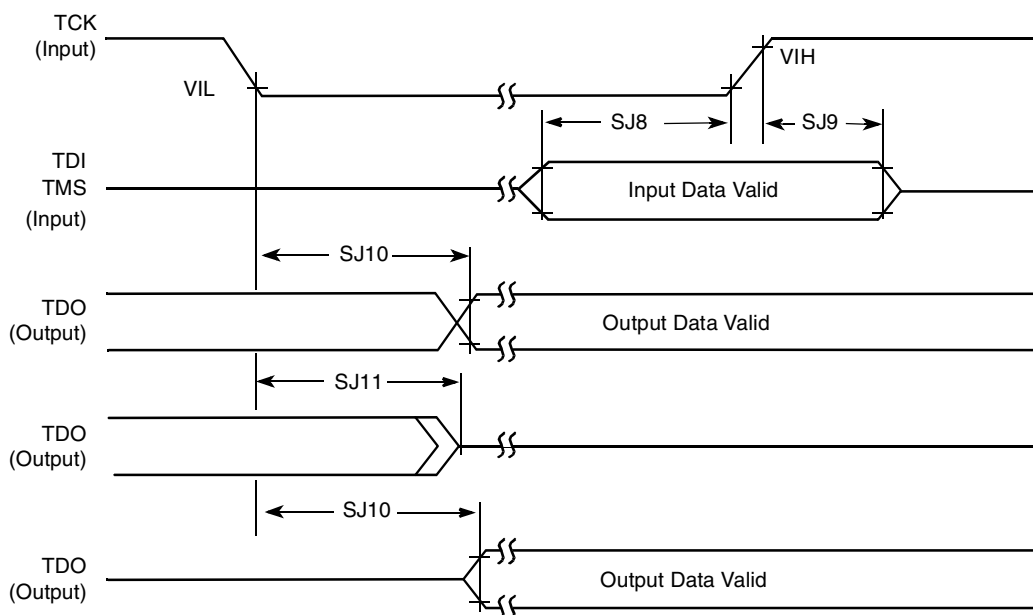 TCK
(Input)
VIH
VIL
SJ8
SJ9
TDI
TMS
(Input)
Input Data Valid
SJ10
TDO
(Output)
Output Data Valid
SJ11
TDO
(Output)
SJ10
TDO
(Output)
Output Data Valid